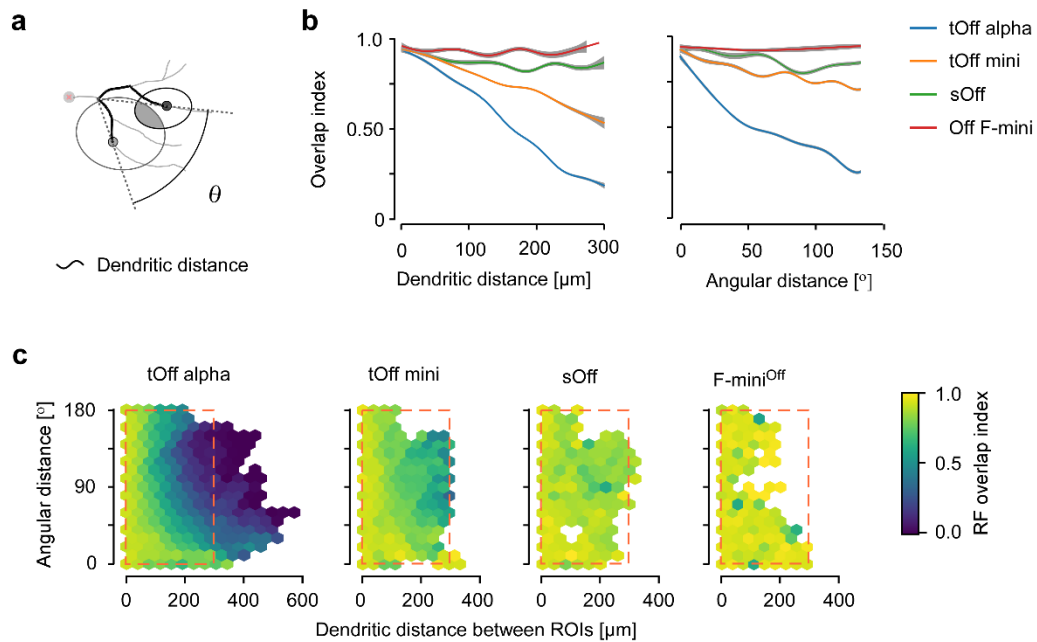 a
θ
Dendritic distance
b
Overlap index
1.0
0.50
0
0 100 200 300
Dendritic distance [µm]
0 50 100 150
Angular distance [º]
tOff alpha
tOff mini
sOff
Off F-mini
c
tOff alpha
tOff mini
sOff
F-miniOff
Angular distance [º]
180
90
0
0 200 400 600
0 200 400
0 200 400
0 200 400
Dendritic distance between ROIs [µm]
1.0
0.5
0.0
RF overlap index